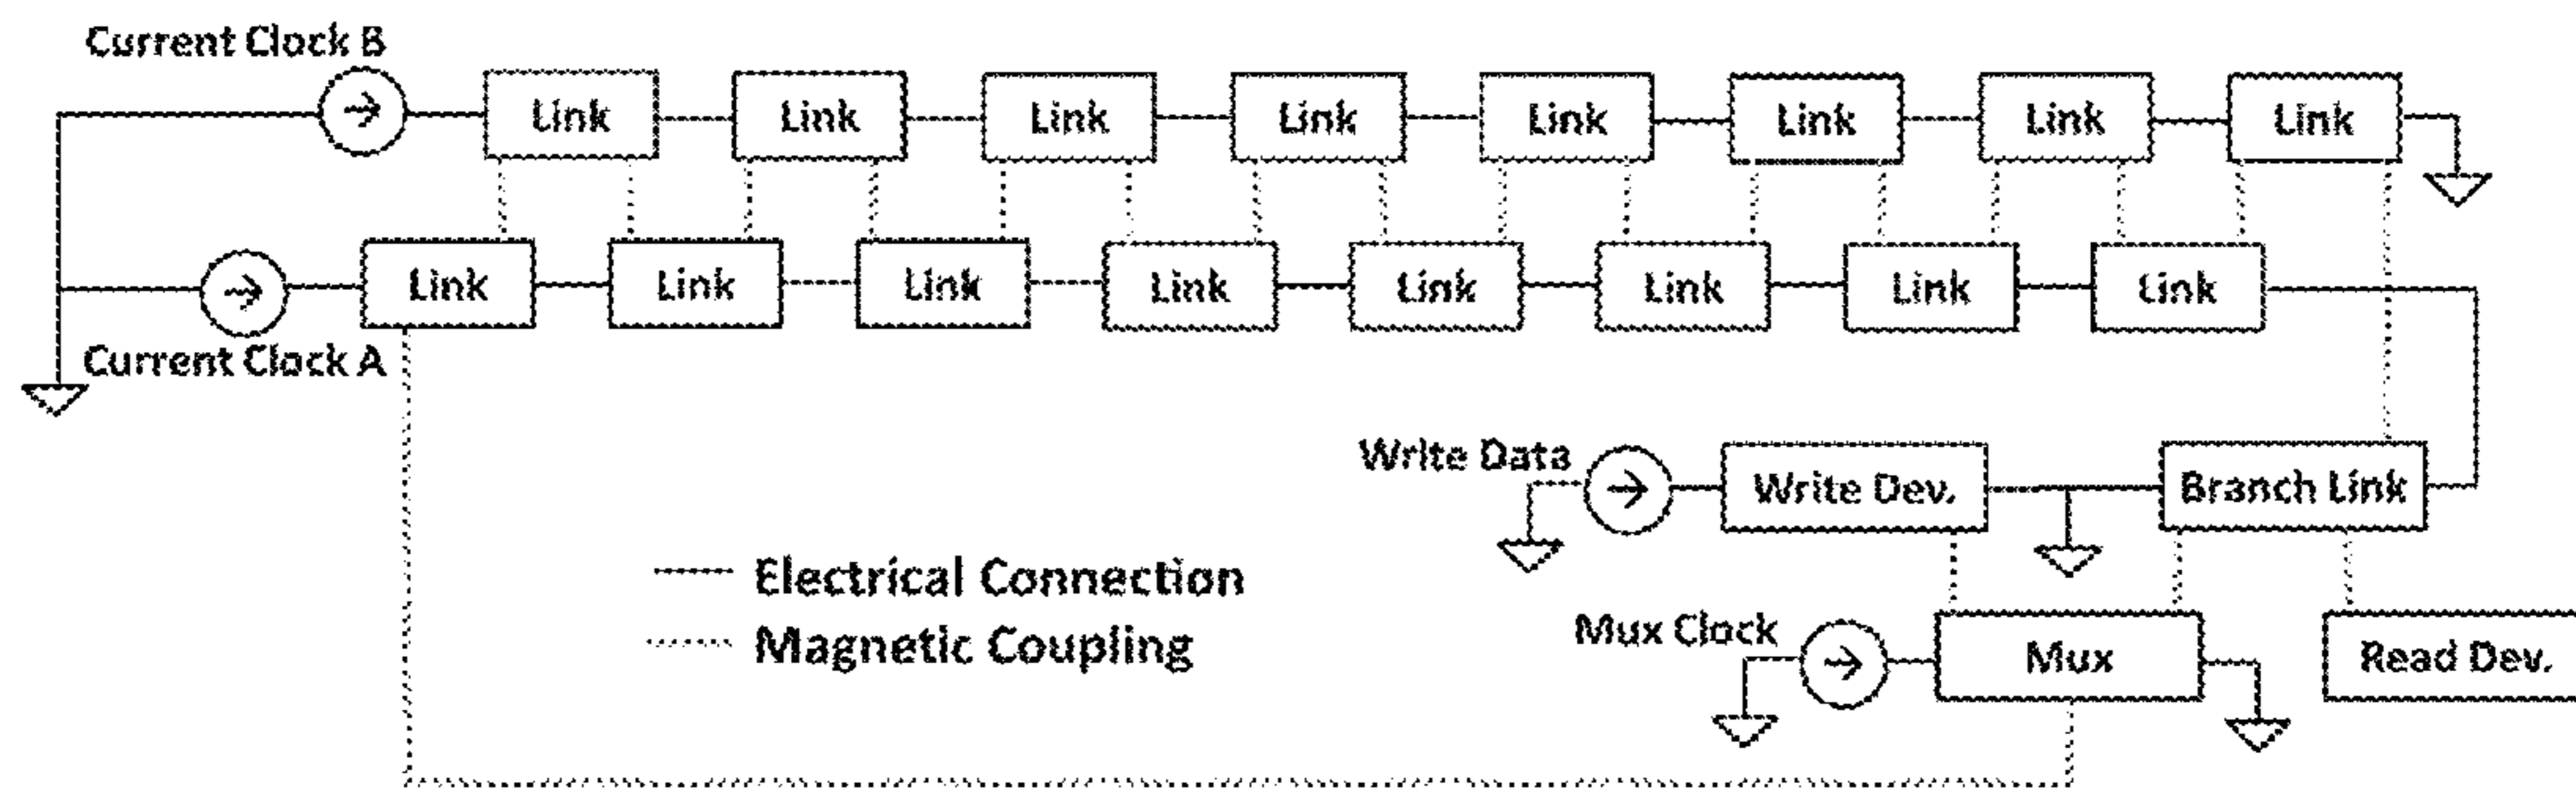 Current Clock B
Link Link Link Link Link Link Link Link
Link Link Link Link Link Link Link Link
Current Clock A
Write Data
Write Dev.
Branch Link
Electrical Connection
Mux Clock
Magnetic Coupling
Mux
Read Dev.